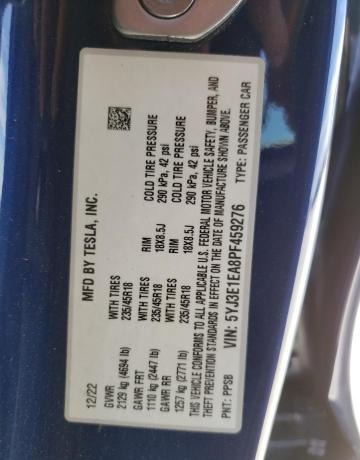 MFD BY TESLA, INC.
12/22
GVWR
2129 kg (4694 lb)
GAWR FRT WITH TIRES RIM COLD TIRE PRESSURE
1110 kg (2447 lb) 235/45R18 18X8.5J 290 kPa, 42 psi
GAWR RR WITH TIRES RIM COLD TIRE PRESSURE
1257 kg (2771 lb) 235/45R18 18X8.5J 290 kPa, 42 psi
THIS VEHICLE CONFORMS TO ALL APPLICABLE U.S. FEDERAL MOTOR VEHICLE SAFETY, BUMPER, AND
THEFT PREVENTION STANDARDS IN EFFECT ON THE DATE OF MANUFACTURE SHOWN ABOVE.
PNT: PPSB VIN: 5YJ3E1EA8PF459276 TYPE: PASSENGER CAR